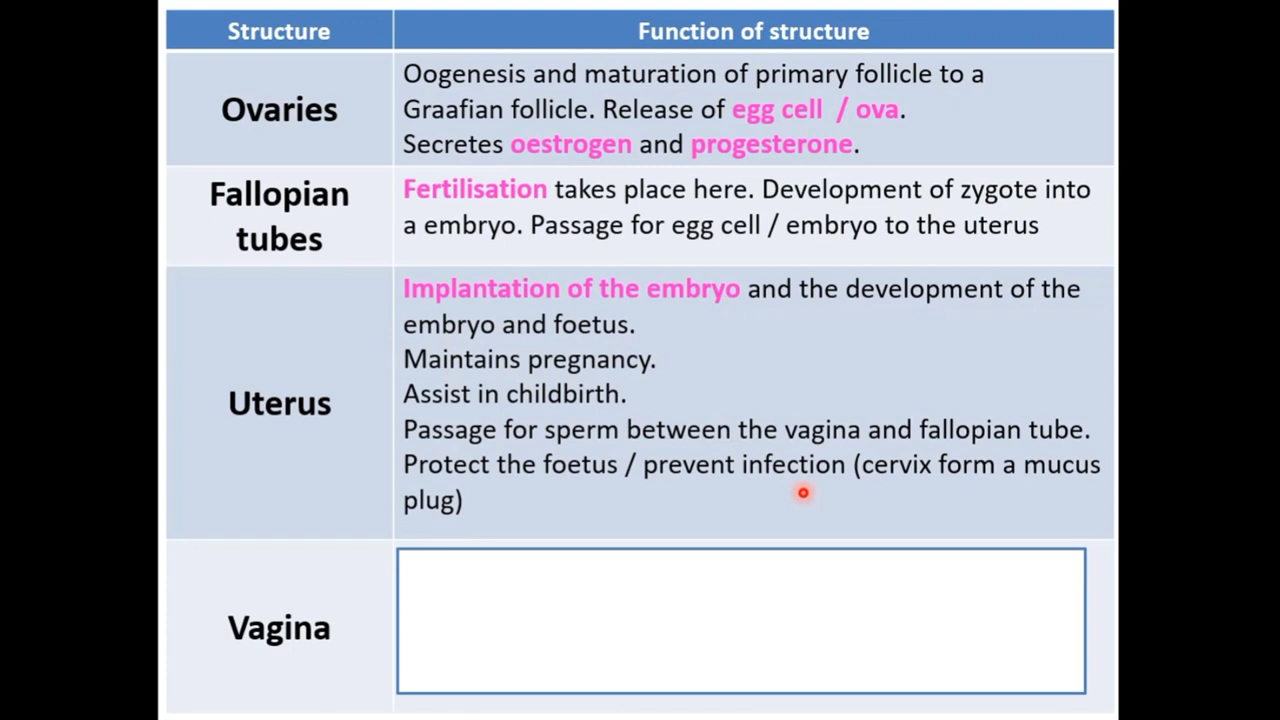 Structure
Function of structure
Ovaries
Oogenesis and maturation of primary follicle to a
Graafian follicle. Release of egg cell / ova.
Secretes oestrogen and progesterone.
Fallopian
tubes
Fertilisation takes place here. Development of zygote into
a embryo. Passage for egg cell / embryo to the uterus
Uterus
Implantation of the embryo and the development of the
embryo and foetus.
Maintains pregnancy.
Assist in childbirth.
Passage for sperm between the vagina and fallopian tube.
Protect the foetus / prevent infection (cervix form a mucus
plug)
Vagina